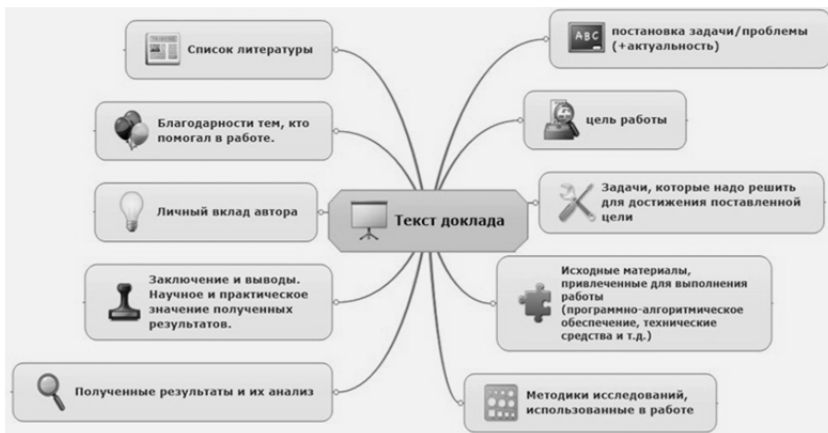 Список литературы
Благодарности тем, кто
помогал в работе.
Личный вклад автора
Заключение и выводы.
Научное и практическое
значение полученных
результатов.
Полученные результаты и их анализ
Текст доклада
ABC
постановка задачи/проблемы
(+актуальность)
цель работы
Задачи, которые надо решить
для достижения поставленной
цели
Исходные материалы,
привлеченные для выполнения
работы
(программно-алгоритмическое
обеспечение, технические
средства и т.д.)
Методики исследований,
использованные в работе